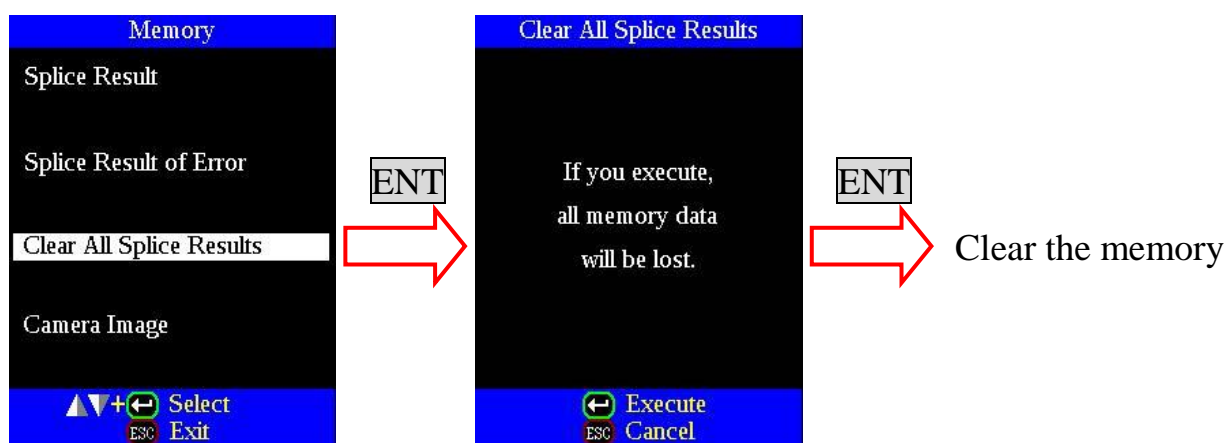 Memory
Splice Result
Splice Result of Error
Clear All Splice Results
Camera Image
+ Select
ESC Exit
ENT
Clear All Splice Results
If you execute,
all memory data
will be lost.
Execute
ESC Cancel
ENT
Clear the memory